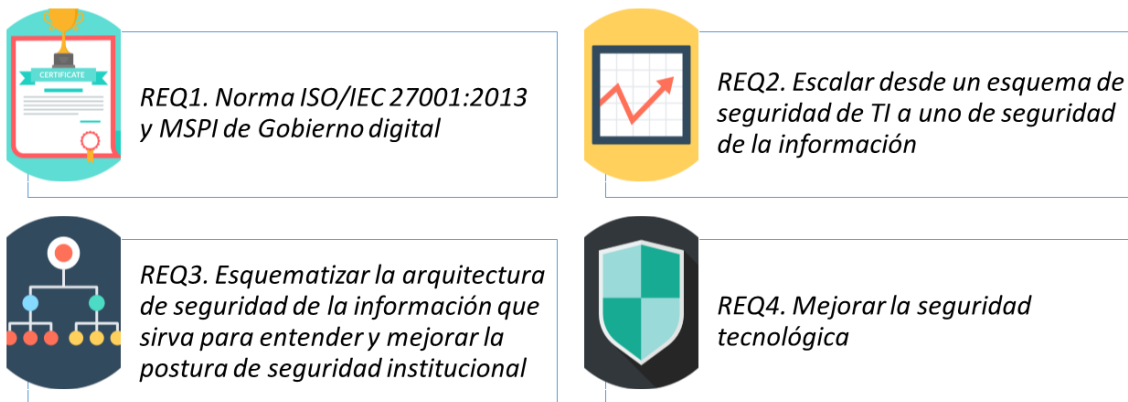 CERTIFICATE
REQ1. Norma ISO/IEC 27001:2013
y MSPI de Gobierno digital
REQ2. Escalar desde un esquema de
seguridad de TI a uno de seguridad
de la información
REQ3. Esquematizar la arquitectura
de seguridad de la información que
sirva para entender y mejorar la
postura de seguridad institucional
REQ4. Mejorar la seguridad
tecnológica